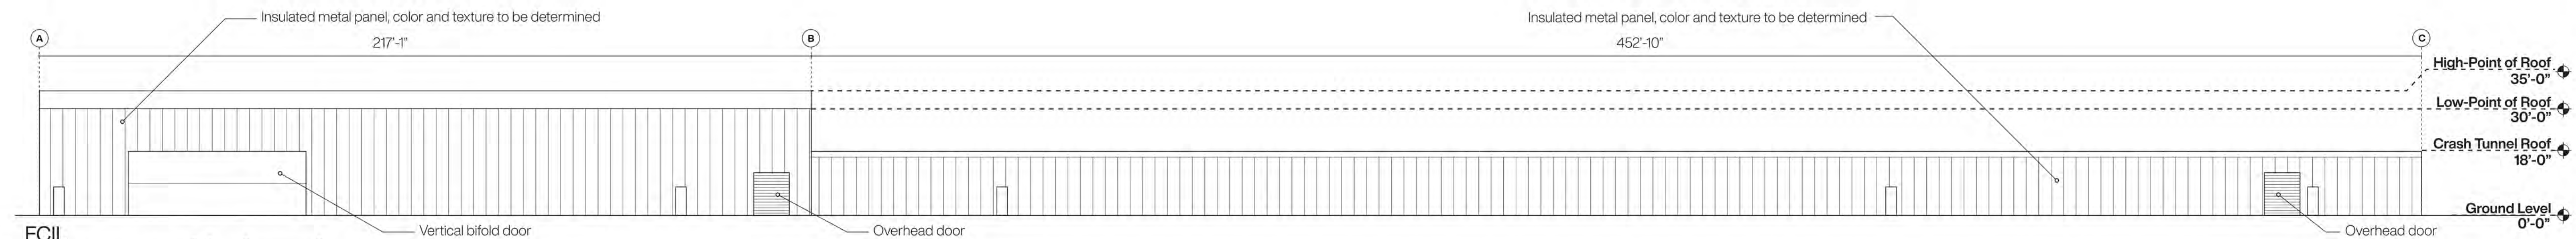 Insulated metal panel, color and texture to be determined
Insulated metal panel, color and texture to be determined
A
217'-1"
B
452'-10"
C
High-Point of Roof
35'-0"
Low-Point of Roof
30'-0"
Crash Tunnel Roof
18'-0"
Ground Level
0'-0"
Vertical bifold door
Overhead door
Overhead door